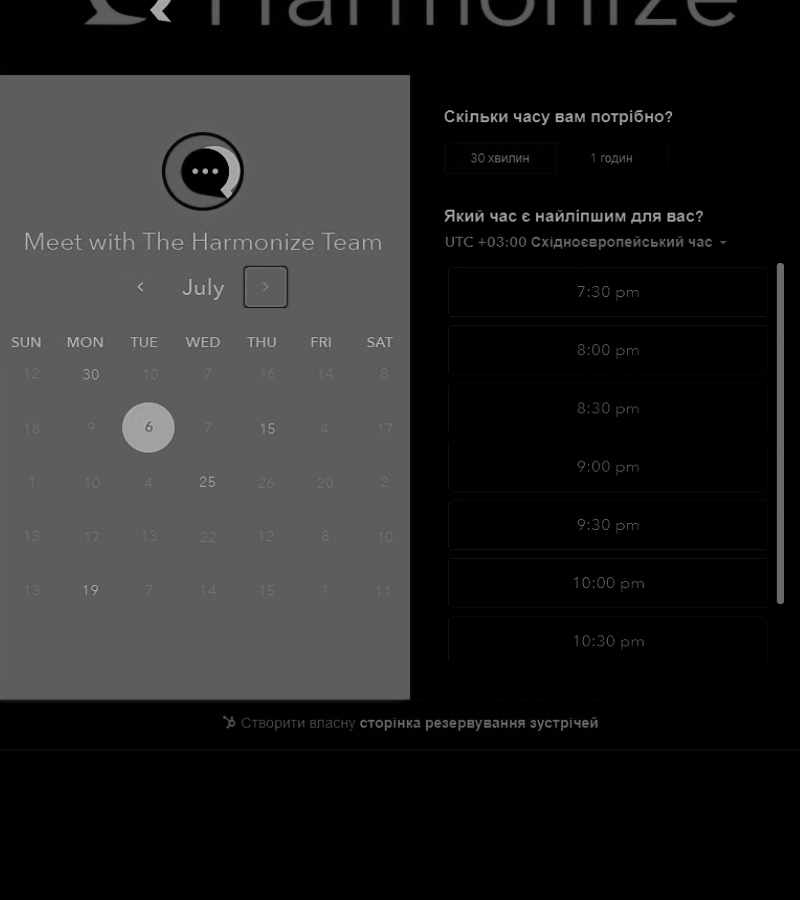 Harmonize
Meet with The Harmonize Team
July
SUN MON TUE WED THU FRI SAT
12 30 10 7 16 14 8
18 9 6 7 15 4 17
1 10 4 25 26 20 2
13 17 13 22 12 8 10
13 19 7 14 15 1 11
Скільки часу вам потрібно?
30 хвилин 1 годин
Який час є найліпшим для вас?
UTC +03:00 Східноєвропейський час
7:30 pm
8:00 pm
8:30 pm
9:00 pm
9:30 pm
10:00 pm
10:30 pm
Створити власну сторінка резервування зустрічей